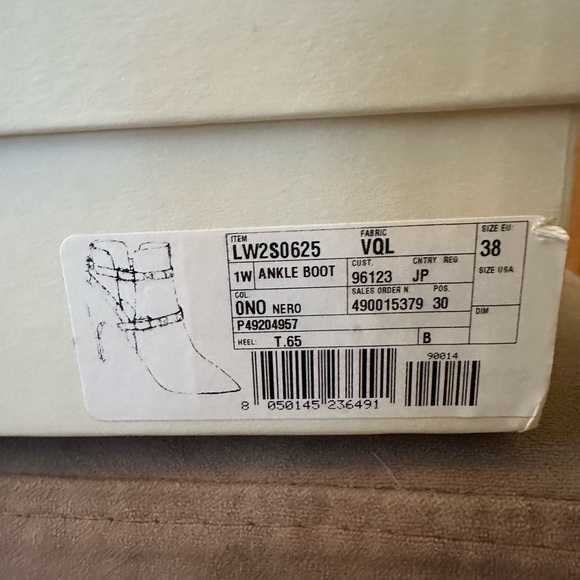 ITEM FABRIC SIZE EU:
LW2S0625 VQL 38
1W ANKLE BOOT CUST. CNTRY REG
96123 JP SIZE USA
COL. SALES ORDER N. POS.
0NO NERO 490015379 30
P49204957 DIM
HEEL: T.65 B
90014
8 050145 236491